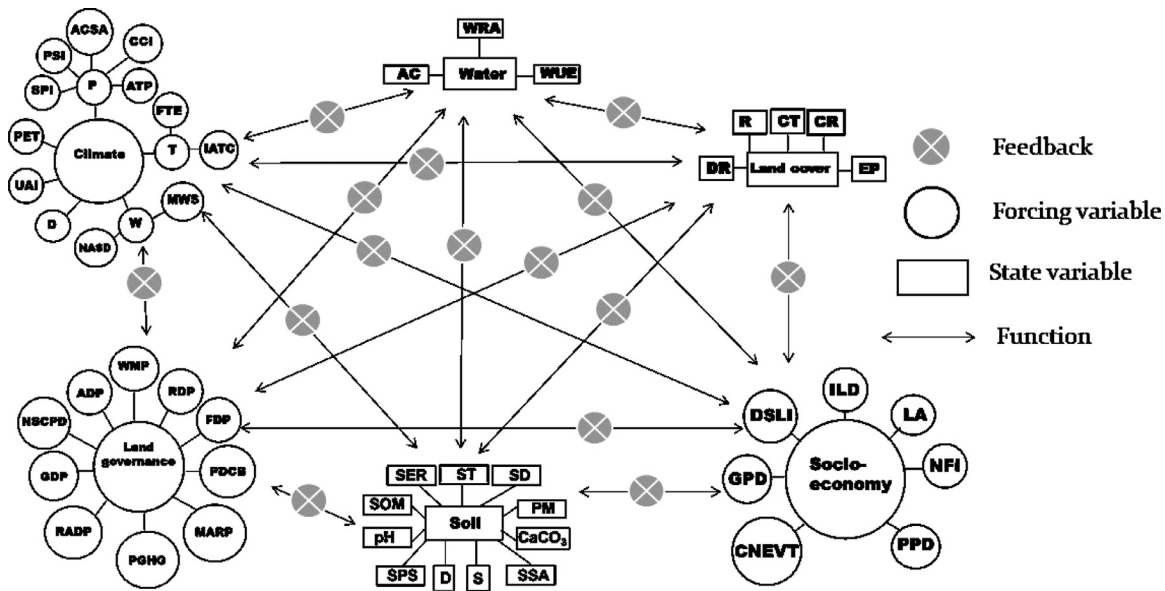 ACSA
CCI
PSI
SPI
P
ATP
FTE
PET
Climate
T
IATC
UAI
MWS
D
W
NASD
WRA
AC
Water
WUE
R
CT
CR
DR
Land cover
EP
Feedback
Forcing variable
State variable
Function
WMP
ADP
RDP
NSCPD
FDP
Land
governance
GDP
PDCB
RADP
MARP
PGHG
SER
ST
SD
SOM
PM
Soil
pH
CaCO₃
SPS
D
S
SSA
ILD
DSLI
LA
GPD
Socio-
economy
NFI
CNEVT
PPD